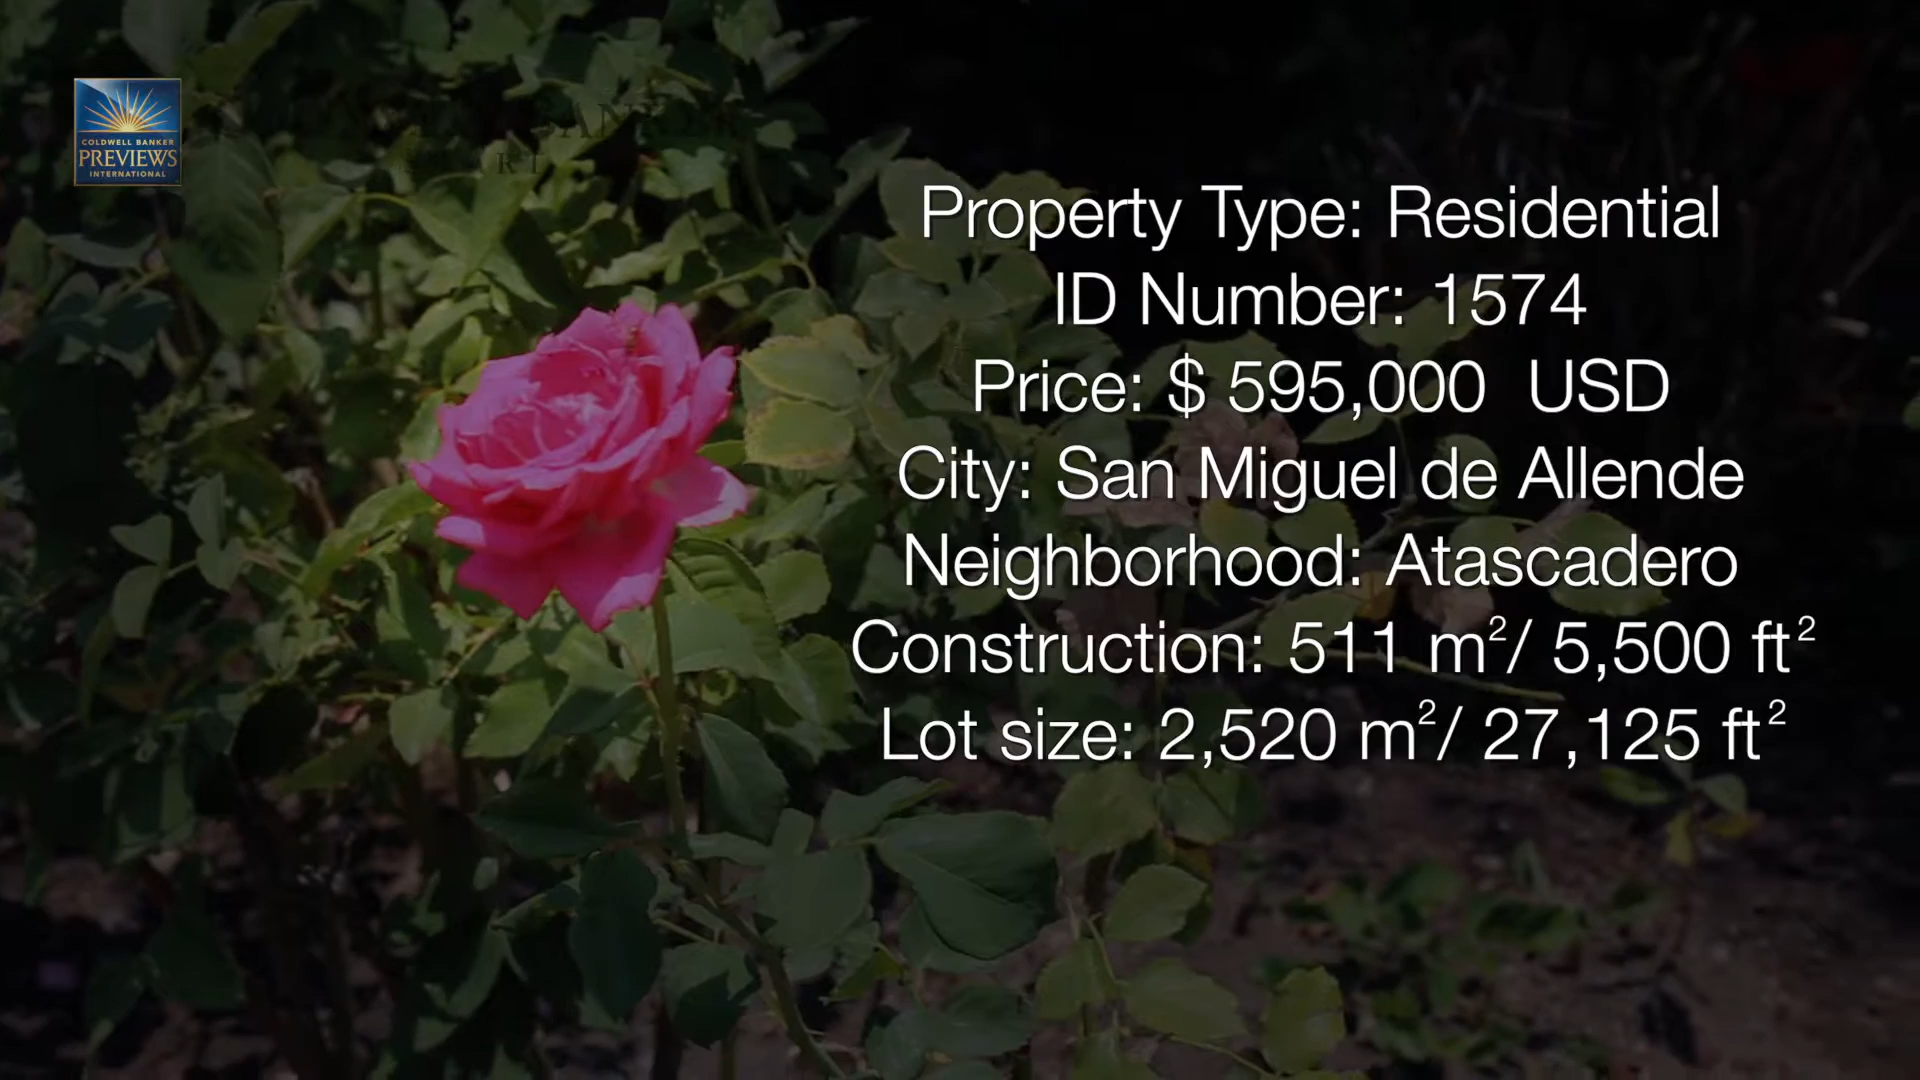 COLDWELL BANKER
PREVIEWS
INTERNATIONAL
Property Type: Residential
ID Number: 1574
Price: $ 595,000 USD
City: San Miguel de Allende
Neighborhood: Atascadero
Construction: 511 m²/ 5,500 ft²
Lot size: 2,520 m²/ 27,125 ft²